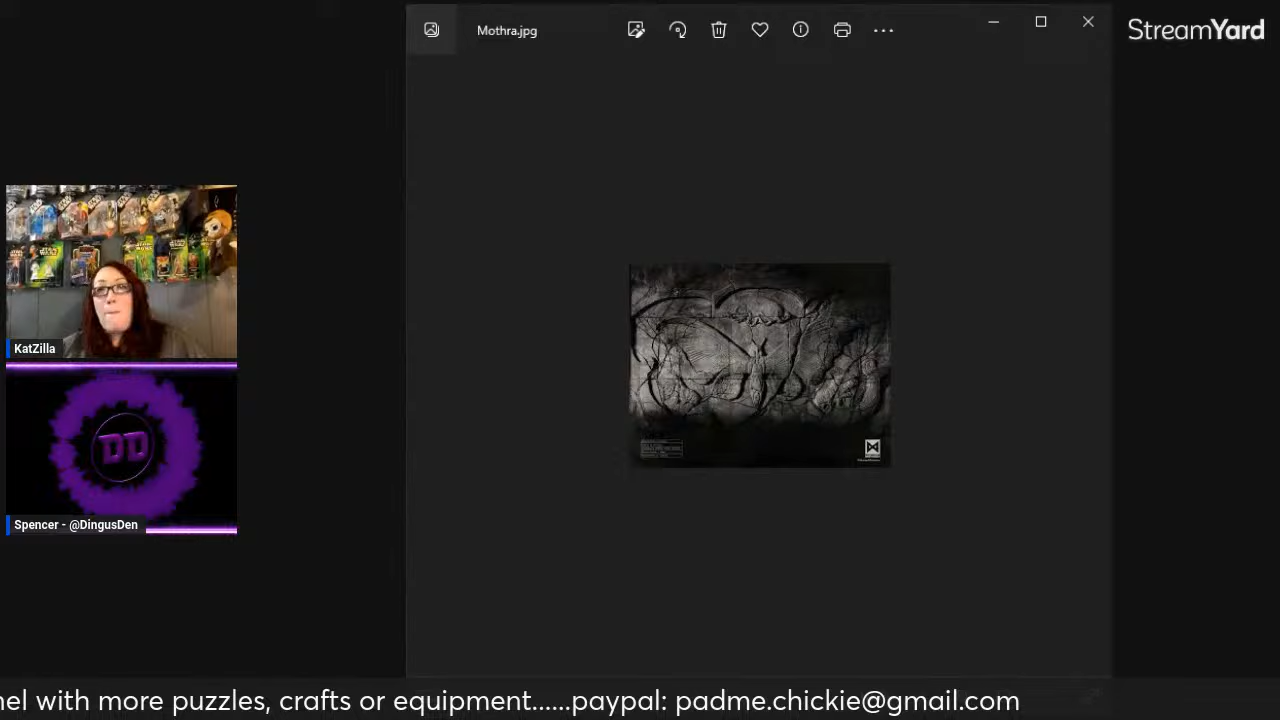 Mothra.jpg
StreamYard
KatZilla
DD
Spencer - @DingusDen
nel with more puzzles, crafts or equipment......paypal: padme.chickie@gmail.com